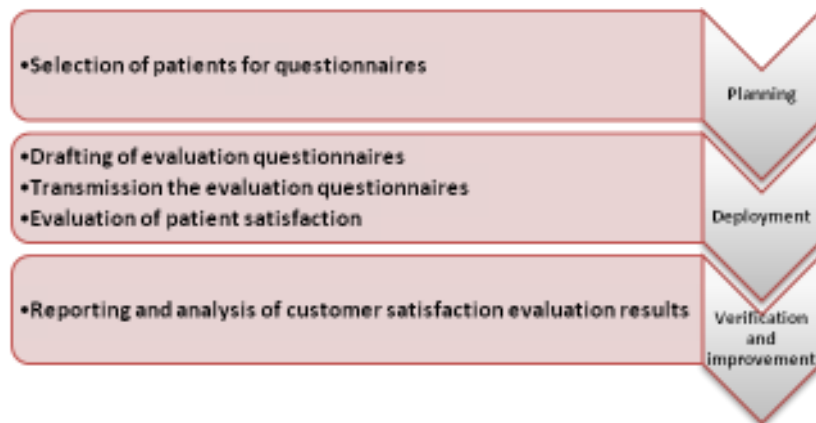 •Selection of patients for questionnaires
Planning
•Drafting of evaluation questionnaires
•Transmission the evaluation questionnaires
•Evaluation of patient satisfaction
Deployment
•Reporting and analysis of customer satisfaction evaluation results
Verification
and
improvement